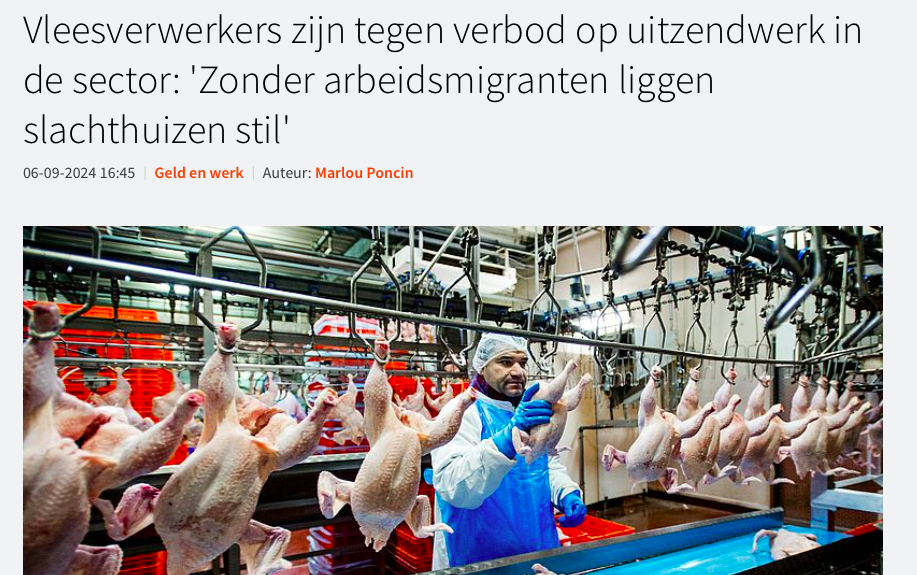 Vleesverwerkers zijn tegen verbod op uitzendwerk in
de sector: 'Zonder arbeidsmigranten liggen
slachthuizen stil'
06-09-2024 16:45 | Geld en werk | Auteur: Marlou Poncin